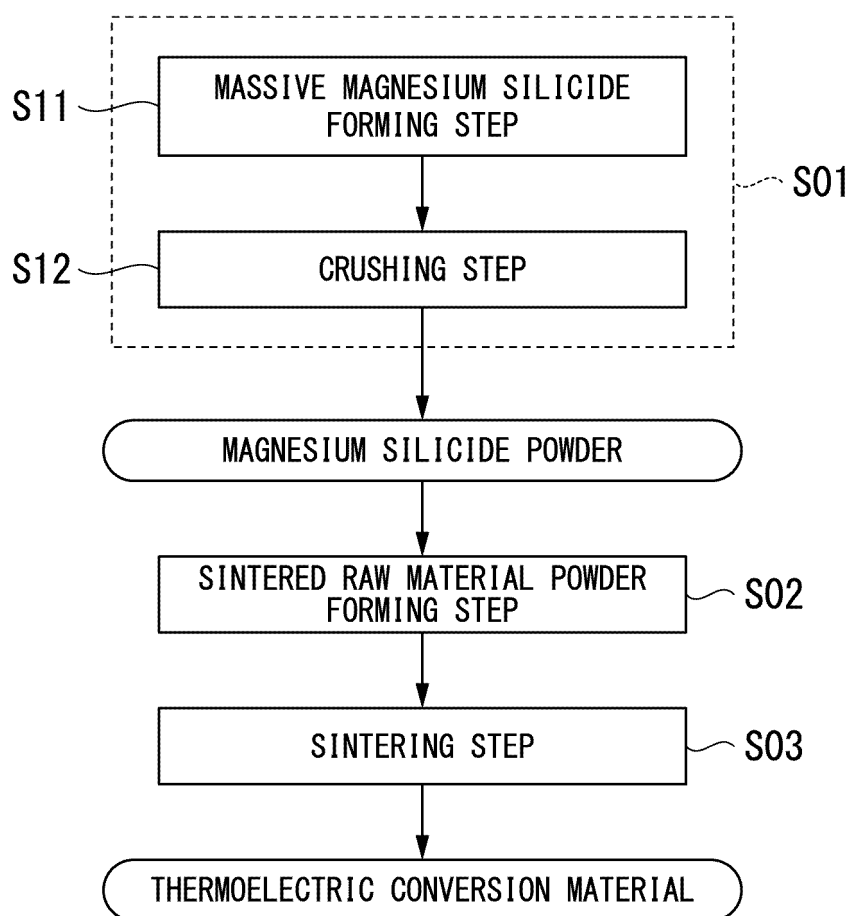 S11
MASSIVE MAGNESIUM SILICIDE
FORMING STEP
S01
S12
CRUSHING STEP
MAGNESIUM SILICIDE POWDER
SINTERED RAW MATERIAL POWDER
FORMING STEP
S02
SINTERING STEP
S03
THERMOELECTRIC CONVERSION MATERIAL